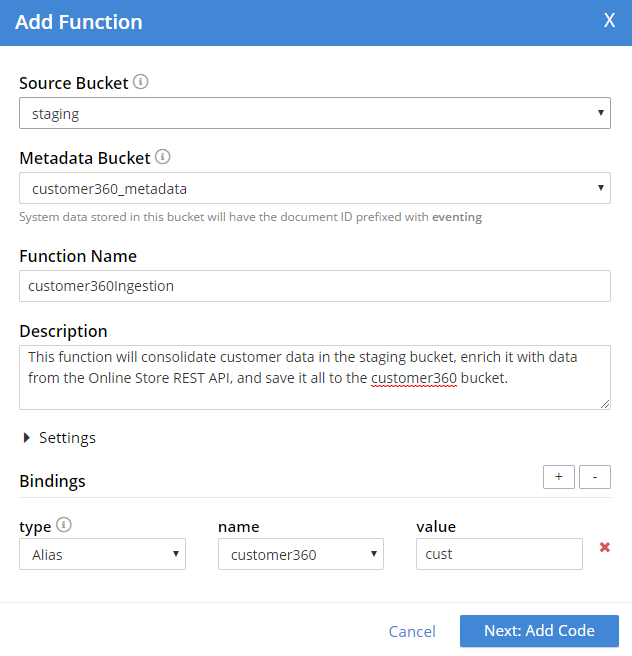 Add Function X
Source Bucket
staging
Metadata Bucket
customer360_metadata
System data stored in this bucket will have the document ID prefixed with eventing
Function Name
customer360Ingestion
Description
This function will consolidate customer data in the staging bucket, enrich it with data
from the Online Store REST API, and save it all to the customer360 bucket.
Settings
Bindings + -
type name value
Alias customer360 cust
Cancel Next: Add Code